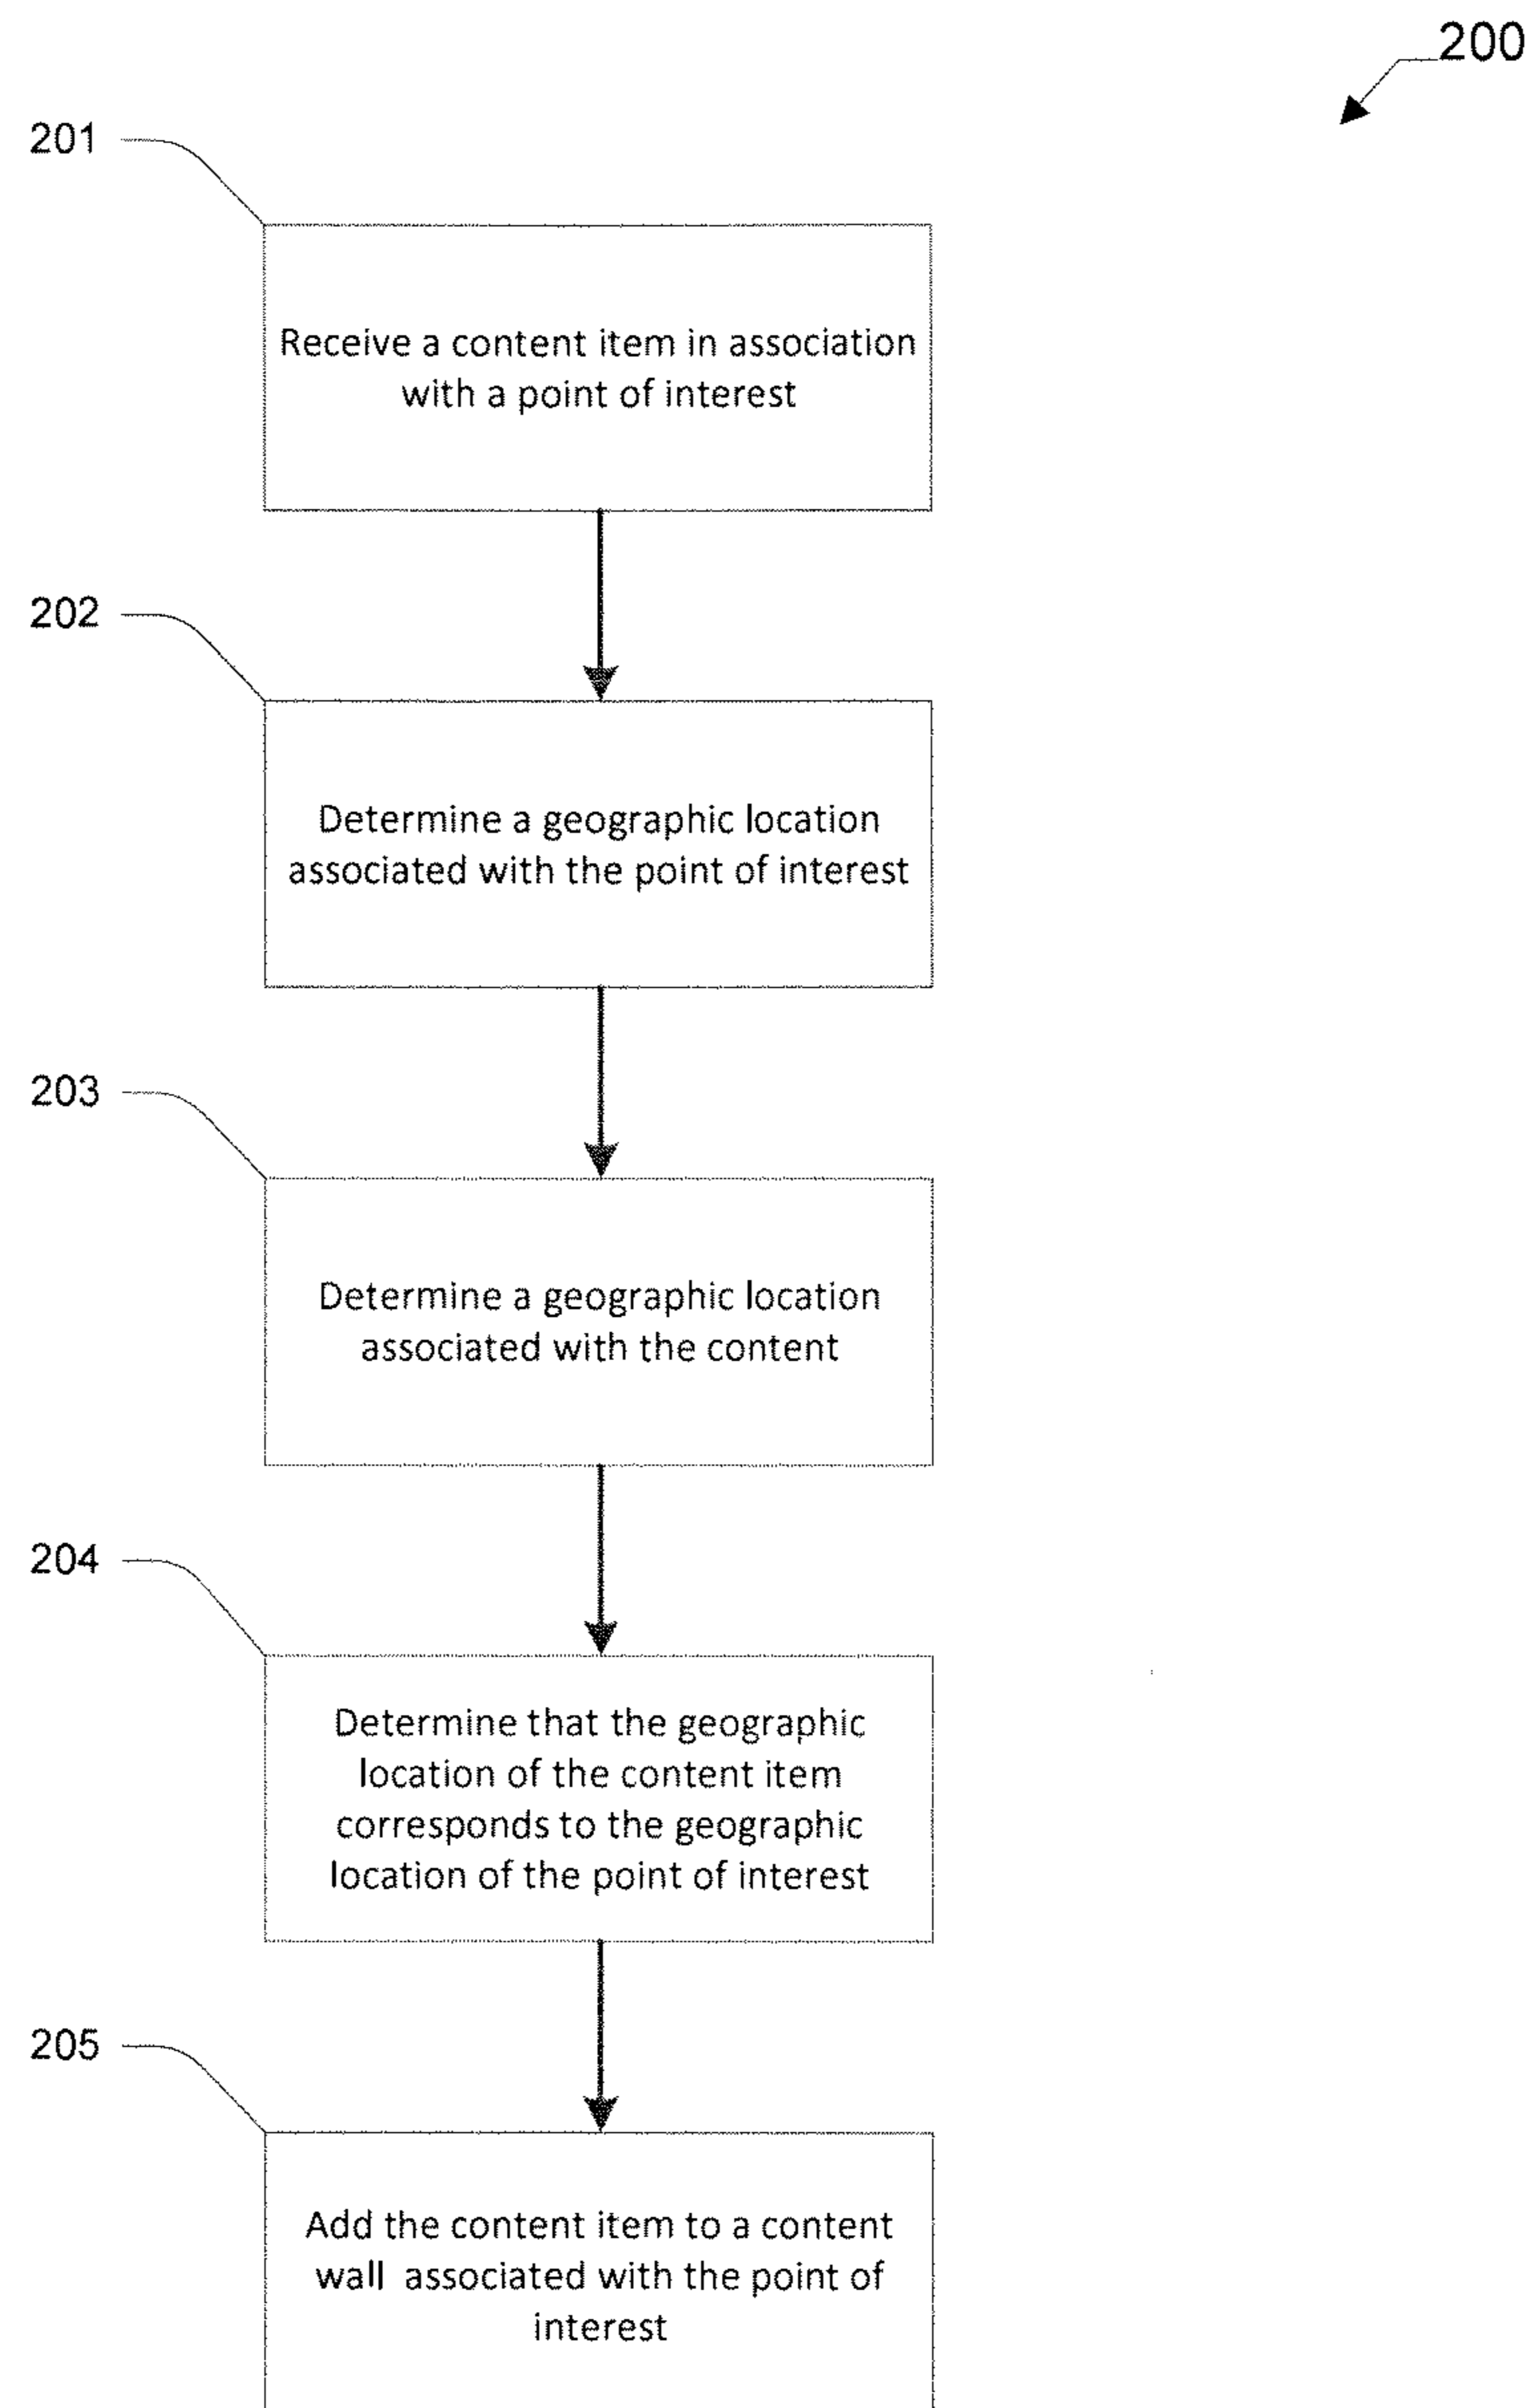 200
201
Receive a content item in association
with a point of interest
202
Determine a geographic location
associated with the point of interest
203
Determine a geographic location
associated with the content
204
Determine that the geographic
location of the content item
corresponds to the geographic
location of the point of interest
205
Add the content item to a content
wall associated with the point of
interest